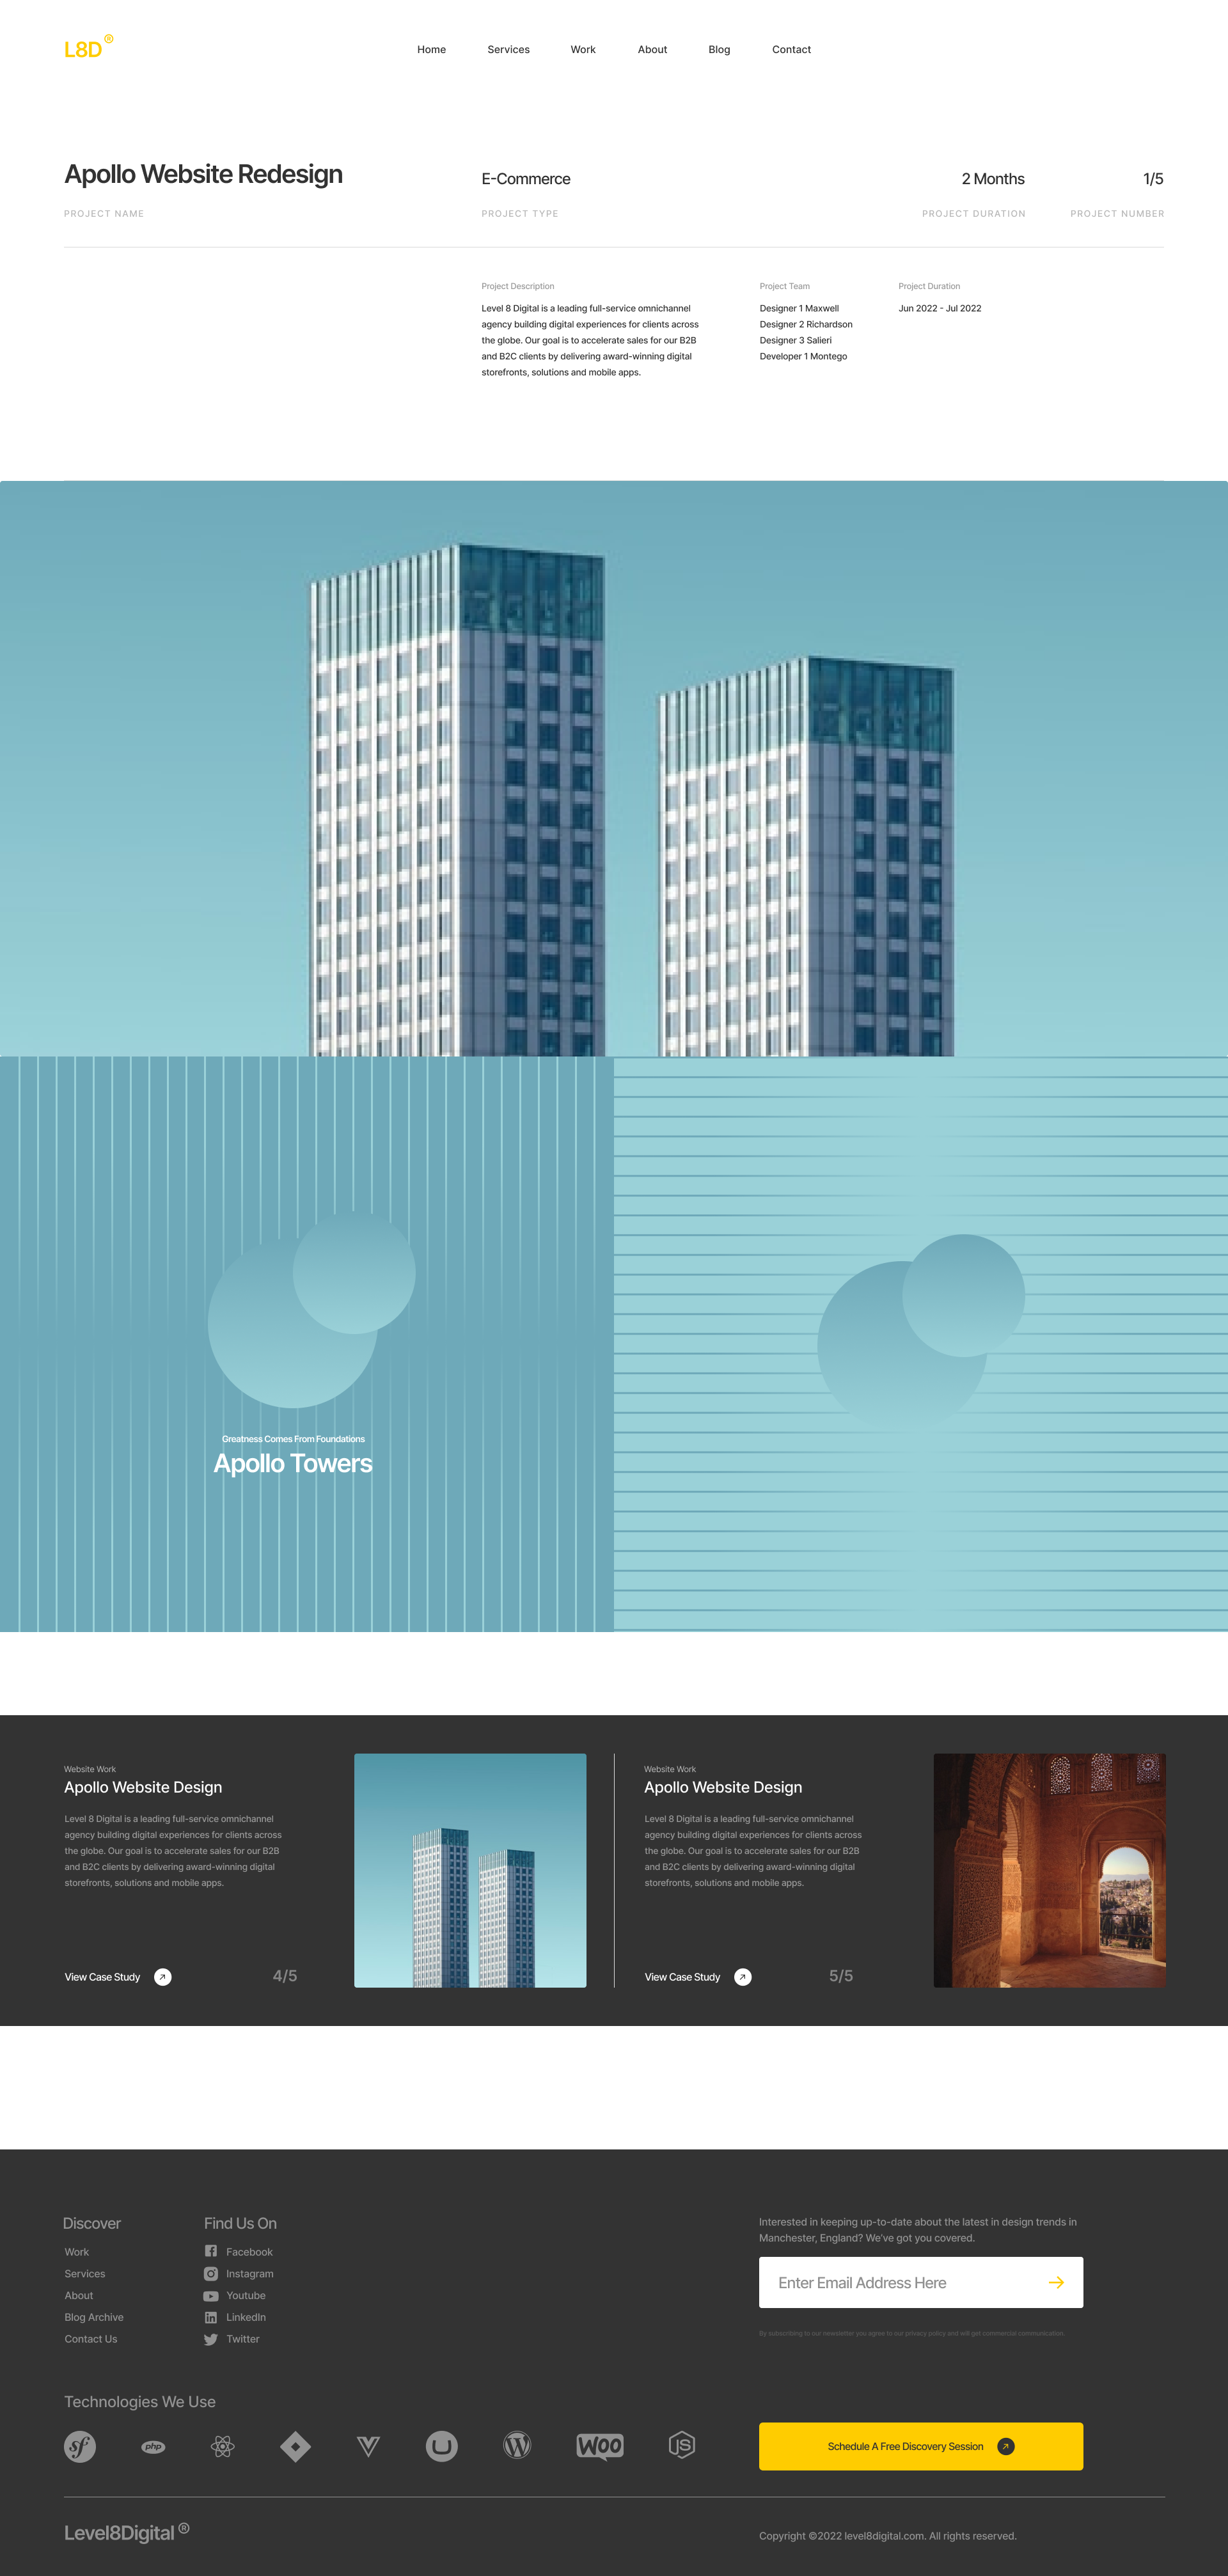 L8D ®
Home Services Work About Blog Contact
Apollo Website Redesign
PROJECT NAME
E-Commerce
PROJECT TYPE
2 Months
PROJECT DURATION
1/5
PROJECT NUMBER
Project Description
Level 8 Digital is a leading full-service omnichannel
agency building digital experiences for clients across
the globe. Our goal is to accelerate sales for our B2B
and B2C clients by delivering award-winning digital
storefronts, solutions and mobile apps.
Project Team
Designer 1 Maxwell
Designer 2 Richardson
Designer 3 Salieri
Developer 1 Montego
Project Duration
Jun 2022 - Jul 2022
Greatness Comes From Foundations
Apollo Towers
Website Work
Apollo Website Design
Level 8 Digital is a leading full-service omnichannel
agency building digital experiences for clients across
the globe. Our goal is to accelerate sales for our B2B
and B2C clients by delivering award-winning digital
storefronts, solutions and mobile apps.
View Case Study
4/5
Website Work
Apollo Website Design
Level 8 Digital is a leading full-service omnichannel
agency building digital experiences for clients across
the globe. Our goal is to accelerate sales for our B2B
and B2C clients by delivering award-winning digital
storefronts, solutions and mobile apps.
View Case Study
5/5
Discover
Work
Services
About
Blog Archive
Contact Us
Find Us On
Facebook
Instagram
Youtube
LinkedIn
Twitter
Interested in keeping up-to-date about the latest in design trends in
Manchester, England? We've got you covered.
Enter Email Address Here
By subscribing to our newsletter you agree to our privacy policy and will get commercial communication.
Technologies We Use
sf php W WOO JS
Schedule A Free Discovery Session
Level8Digital ®
Copyright ©2022 level8digital.com. All rights reserved.